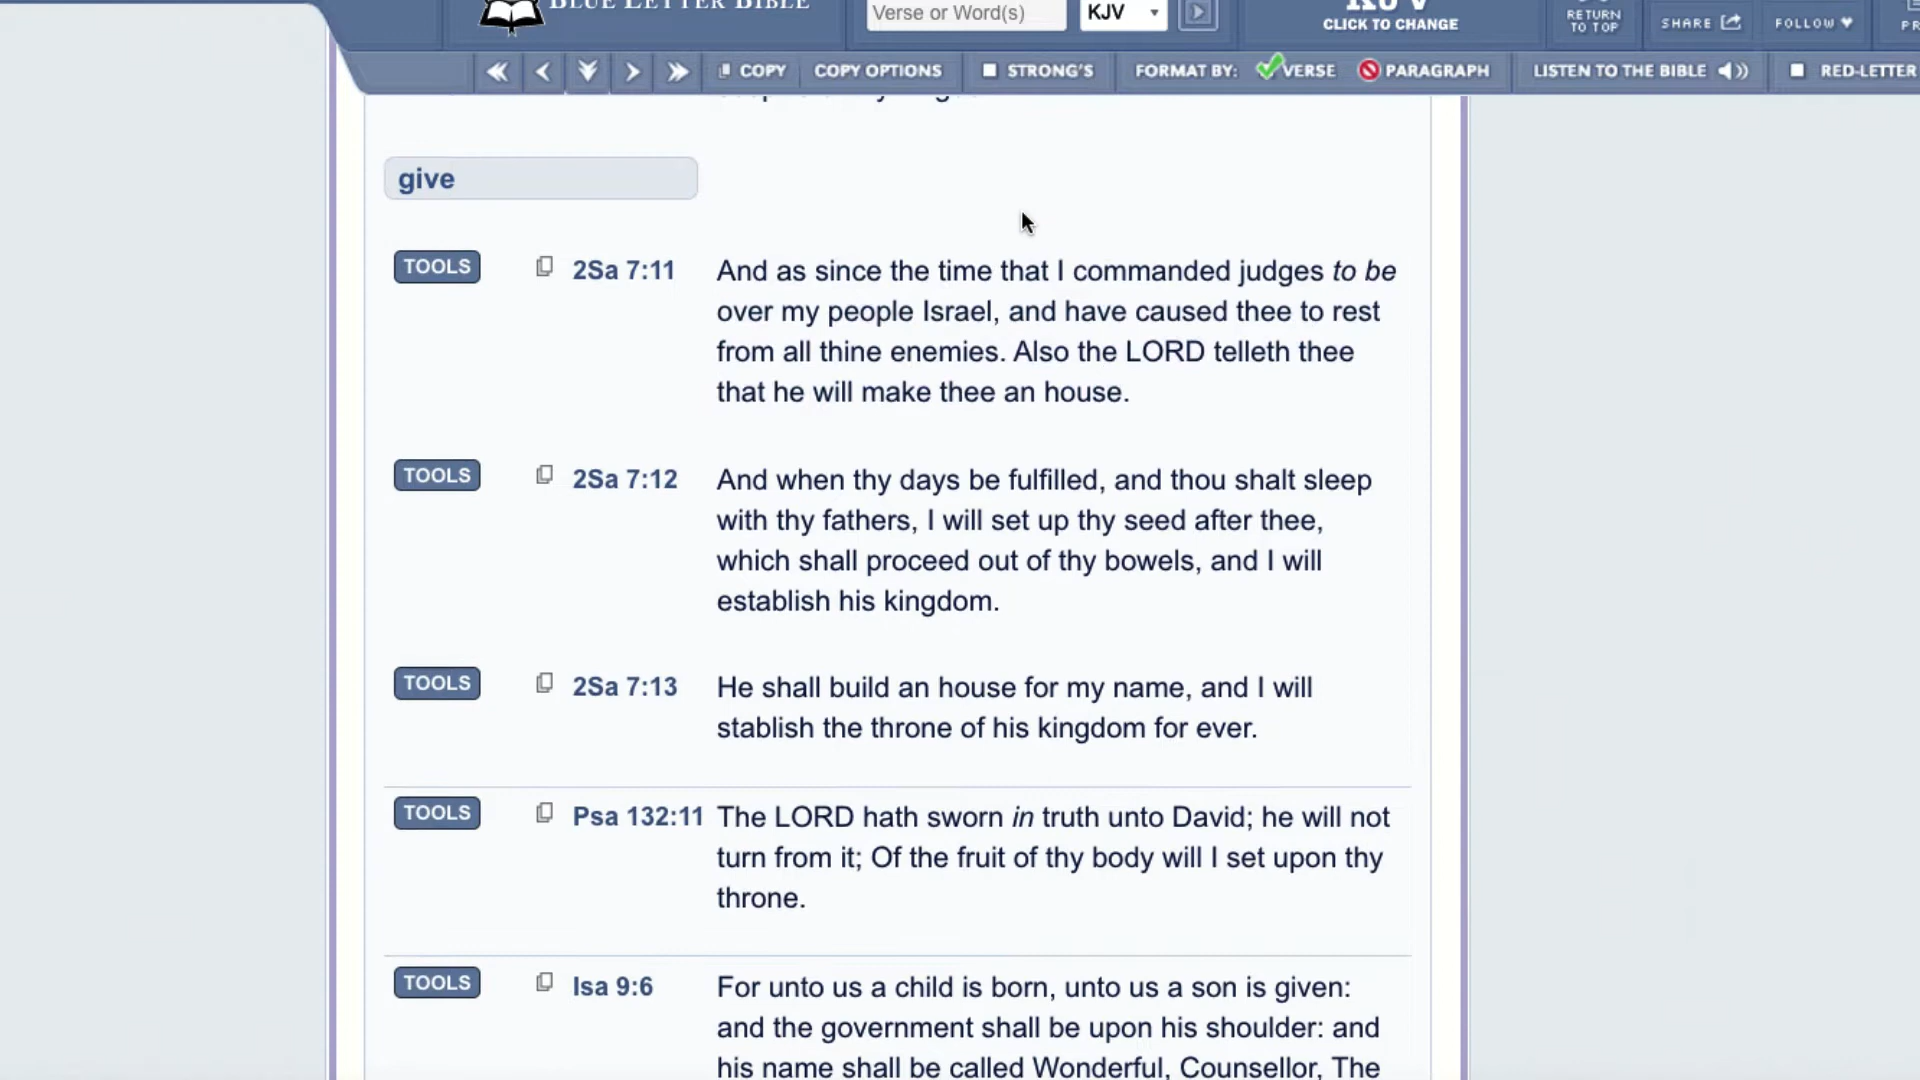 BLUE LETTER BIBLE
Verse or Word(s)
KJV
KJV
CLICK TO CHANGE
RETURN
TO TOP
SHARE
FOLLOW
COPY
COPY OPTIONS
STRONG'S
FORMAT BY:
VERSE
PARAGRAPH
LISTEN TO THE BIBLE
RED-LETTER
give
TOOLS
2Sa 7:11
And as since the time that I commanded judges to be
over my people Israel, and have caused thee to rest
from all thine enemies. Also the LORD telleth thee
that he will make thee an house.
TOOLS
2Sa 7:12
And when thy days be fulfilled, and thou shalt sleep
with thy fathers, I will set up thy seed after thee,
which shall proceed out of thy bowels, and I will
establish his kingdom.
TOOLS
2Sa 7:13
He shall build an house for my name, and I will
stablish the throne of his kingdom for ever.
TOOLS
Psa 132:11
The LORD hath sworn in truth unto David; he will not
turn from it; Of the fruit of thy body will I set upon thy
throne.
TOOLS
Isa 9:6
For unto us a child is born, unto us a son is given:
and the government shall be upon his shoulder: and
his name shall be called Wonderful, Counsellor, The